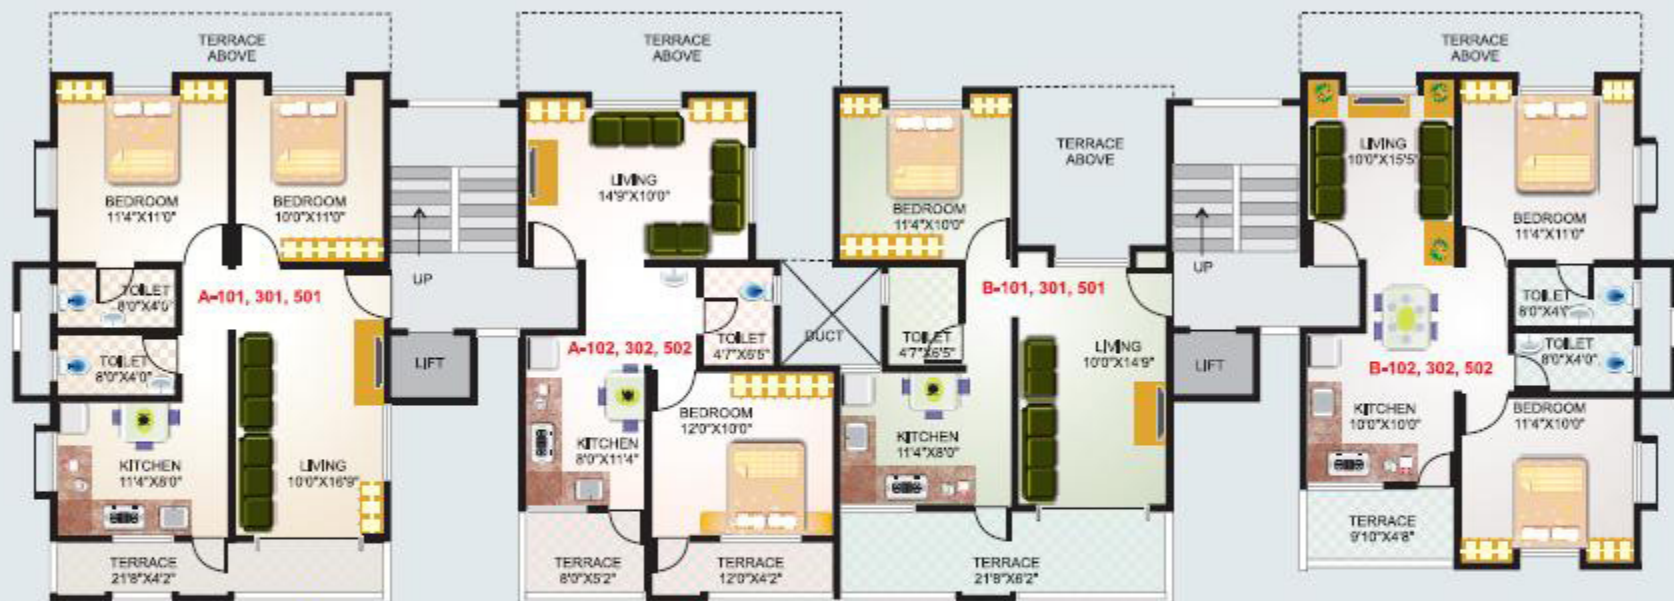 TERRACE
ABOVE
BEDROOM
11'4"X11'0"
BEDROOM
10'0"X11'0"
UP
TOILET
8'0"X4'0"
A-101, 301, 501
TOILET
8'0"X4'0"
LIFT
KITCHEN
11'4"X8'0"
LIVING
10'0"X16'9"
TERRACE
21'8"X4'2"
TERRACE
ABOVE
LIVING
14'9"X10'0"
A-102, 302, 502
TOILET
4'7"X6'5"
DUCT
BEDROOM
12'0"X10'0"
KITCHEN
8'0"X11'4"
TERRACE
8'0"X5'2"
TERRACE
12'0"X4'2"
TERRACE
ABOVE
BEDROOM
11'4"X10'0"
B-101, 301, 501
TOILET
4'7"X6'5"
LIVING
10'0"X14'9"
KITCHEN
11'4"X8'0"
TERRACE
21'8"X6'2"
UP
LIFT
TERRACE
ABOVE
LIVING
10'0"X15'5"
BEDROOM
11'4"X11'0"
TOILET
8'0"X4'0"
TOILET
8'0"X4'0"
B-102, 302, 502
KITCHEN
10'0"X10'0"
BEDROOM
11'4"X10'0"
TERRACE
9'10"X4'8"